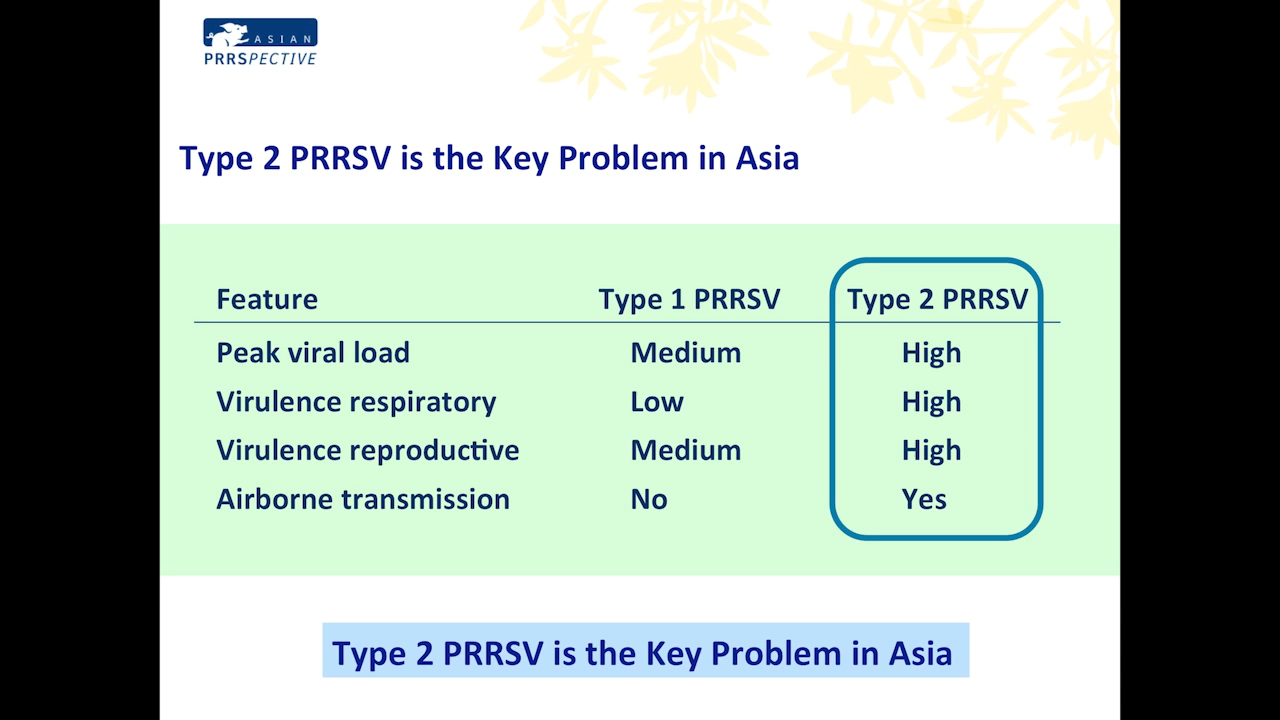 ASIAN
PRRSPECTIVE
Type 2 PRRSV is the Key Problem in Asia
Feature Type 1 PRRSV Type 2 PRRSV
Peak viral load Medium High
Virulence respiratory Low High
Virulence reproductive Medium High
Airborne transmission No Yes
Type 2 PRRSV is the Key Problem in Asia